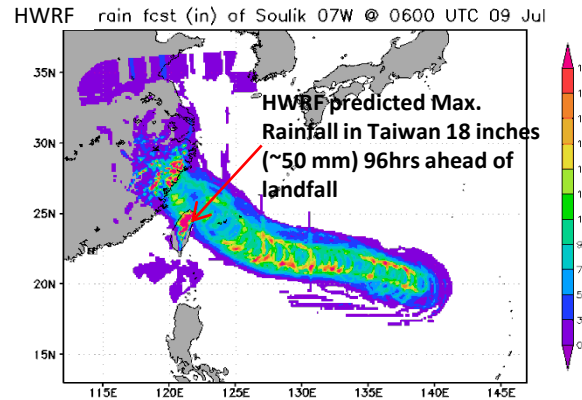 HWRF rain fcst (in) of Soulik 07W @ 0600 UTC 09 Jul
35N
30N
25N
20N
15N
HWRF predicted Max.
Rainfall in Taiwan 18 inches
(~50 mm) 96hrs ahead of
landfall
115E 120E 125E 130E 135E 140E 145E